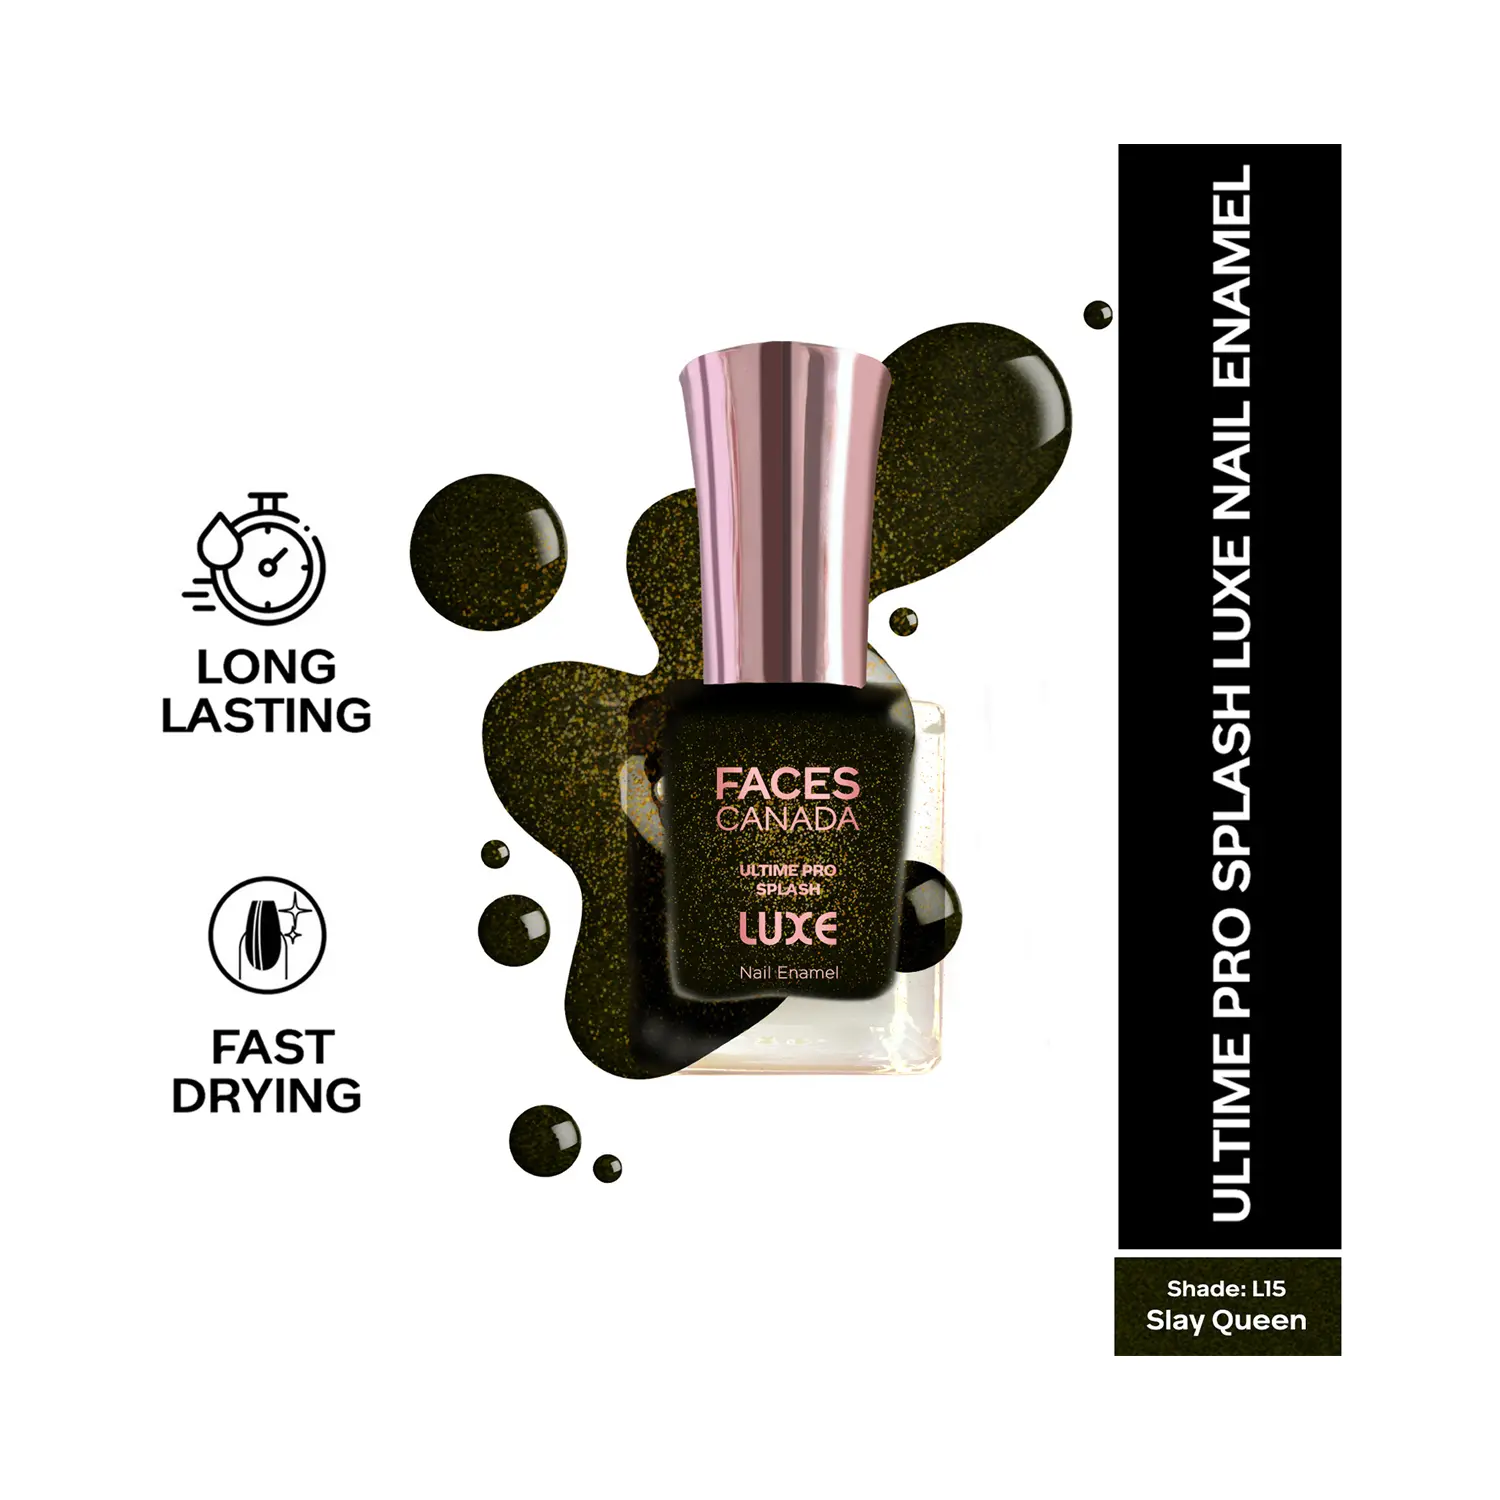 LONG
LASTING
FAST
DRYING
FACES
CANADA
ULTIME PRO
SPLASH
LUXE
Nail Enamel
ULTIME PRO SPLASH LUXE NAIL ENAMEL
Shade: L15
Slay Queen